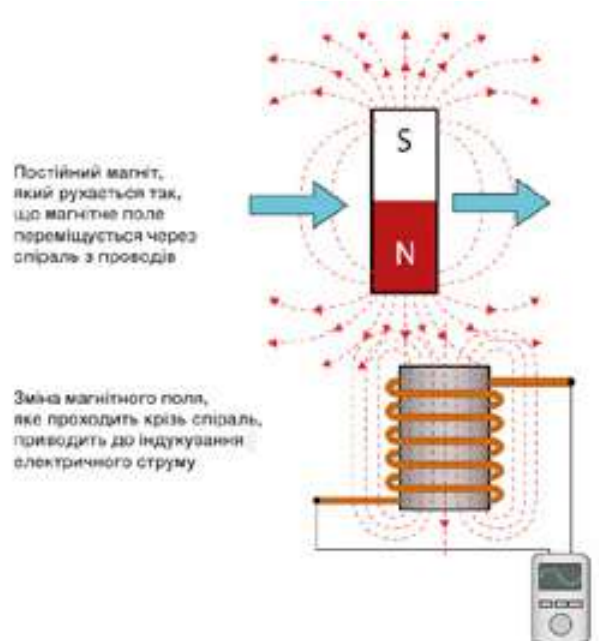 S
Постійний магніт,
який рухається так,
що магнітне поле
переміщується через
спіраль з проводів
N
Зміна магнітного поля,
яке проходить крізь спіраль,
приводить до індукування
електричного струму